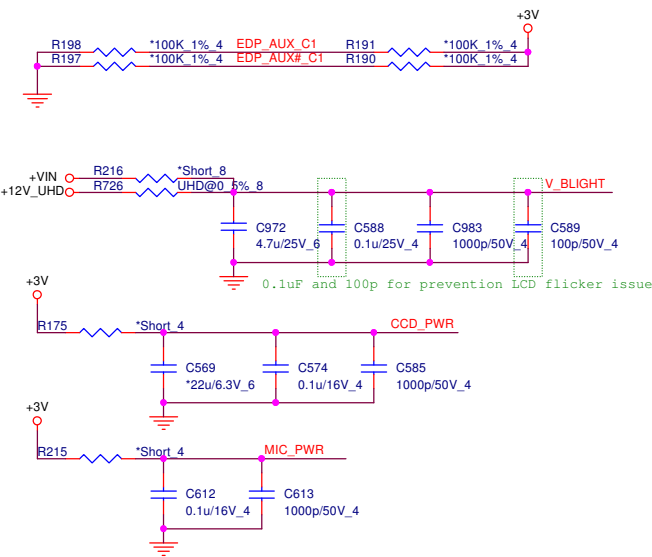 +3V
R198 *100K_1%_4 EDP_AUX_C1 R191 *100K_1%_4
R197 *100K_1%_4 EDP_AUX#_C1 R190 *100K_1%_4
+VIN R216 *Short_8
+12V_UHD R726 UHD@0_5%_8 V_BLIGHT
C972 C588 C983 C589
4.7u/25V_6 0.1u/25V_4 1000p/50V_4 100p/50V_4
0.1uF and 100p for prevention LCD flicker issue
+3V
R175 *Short_4 CCD_PWR
C569 C574 C585
*22u/6.3V_6 0.1u/16V_4 1000p/50V_4
+3V
R215 *Short_4 MIC_PWR
C612 C613
0.1u/16V_4 1000p/50V_4